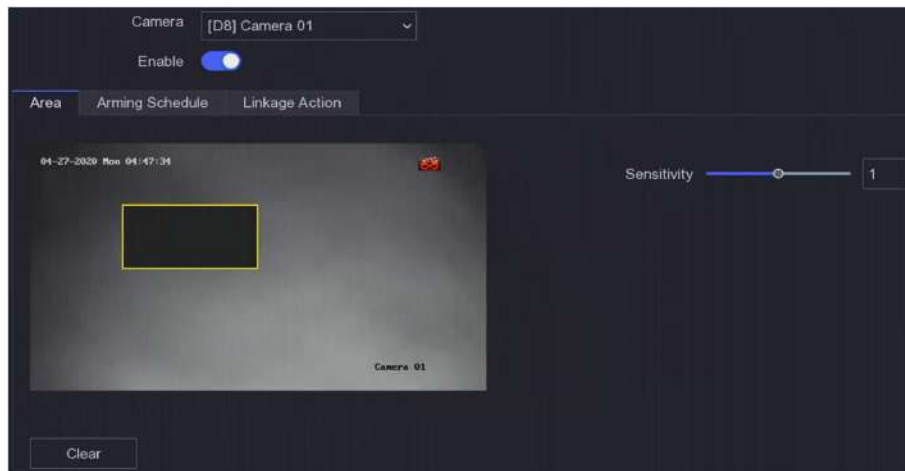 Camera [D8] Camera 01
Enable
Area Arming Schedule Linkage Action
04-27-2020 Mon 04:47:34
Sensitivity 1
Camera 01
Clear